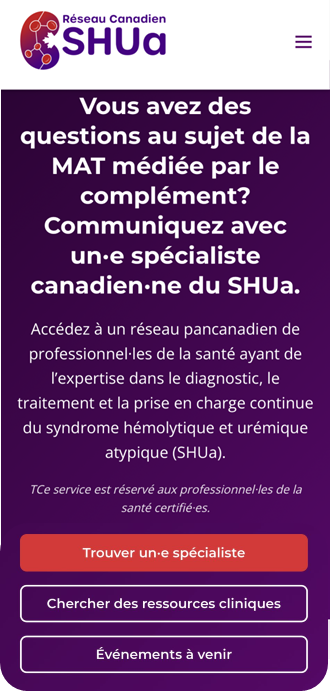 Réseau Canadien
SHUa
Vous avez des
questions au sujet de la
MAT médiée par le
complément?
Communiquez avec
un·e spécialiste
canadien·ne du SHUa.
Accédez à un réseau pancanadien de
professionnel·les de la santé ayant de
l’expertise dans le diagnostic, le
traitement et la prise en charge continue
du syndrome hémolytique et urémique
atypique (SHUa).
TCe service est réservé aux professionnel·les de la
santé certifié·es.
Trouver un·e spécialiste
Chercher des ressources cliniques
Événements à venir